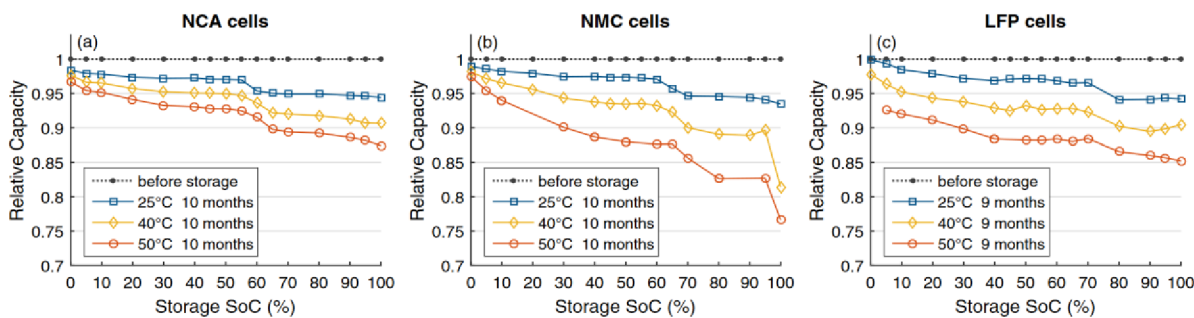 NCA cells
(a)
Relative Capacity
1
0.95
0.9
0.85
0.8
0.75
0.7
before storage
25°C 10 months
40°C 10 months
50°C 10 months
0 10 20 30 40 50 60 70 80 90 100
Storage SoC (%)
NMC cells
(b)
Relative Capacity
1
0.95
0.9
0.85
0.8
0.75
0.7
before storage
25°C 10 months
40°C 10 months
50°C 10 months
0 10 20 30 40 50 60 70 80 90 100
Storage SoC (%)
LFP cells
(c)
Relative Capacity
1
0.95
0.9
0.85
0.8
0.75
0.7
before storage
25°C 9 months
40°C 9 months
50°C 9 months
0 10 20 30 40 50 60 70 80 90 100
Storage SoC (%)